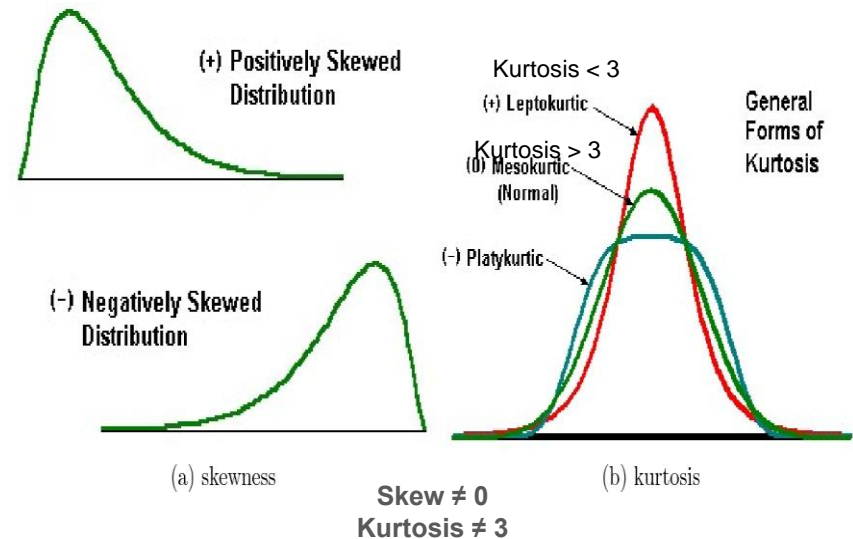 (+) Positively Skewed
Distribution
(-) Negatively Skewed
Distribution
(a) skewness
Kurtosis < 3
(+) Leptokurtic
Kurtosis > 3
(0) Mesokurtic
(Normal)
(-) Platykurtic
General
Forms of
Kurtosis
(b) kurtosis
Skew ≠ 0
Kurtosis ≠ 3